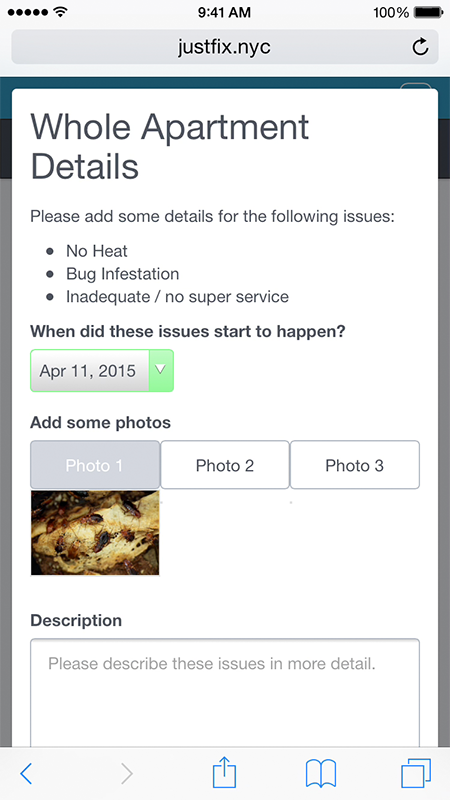 9:41 AM
100%
justfix.nyc
Whole Apartment
Details
Please add some details for the following issues:
No Heat
Bug Infestation
Inadequate / no super service
When did these issues start to happen?
Apr 11, 2015
Add some photos
Photo 1
Photo 2
Photo 3
Description
Please describe these issues in more detail.